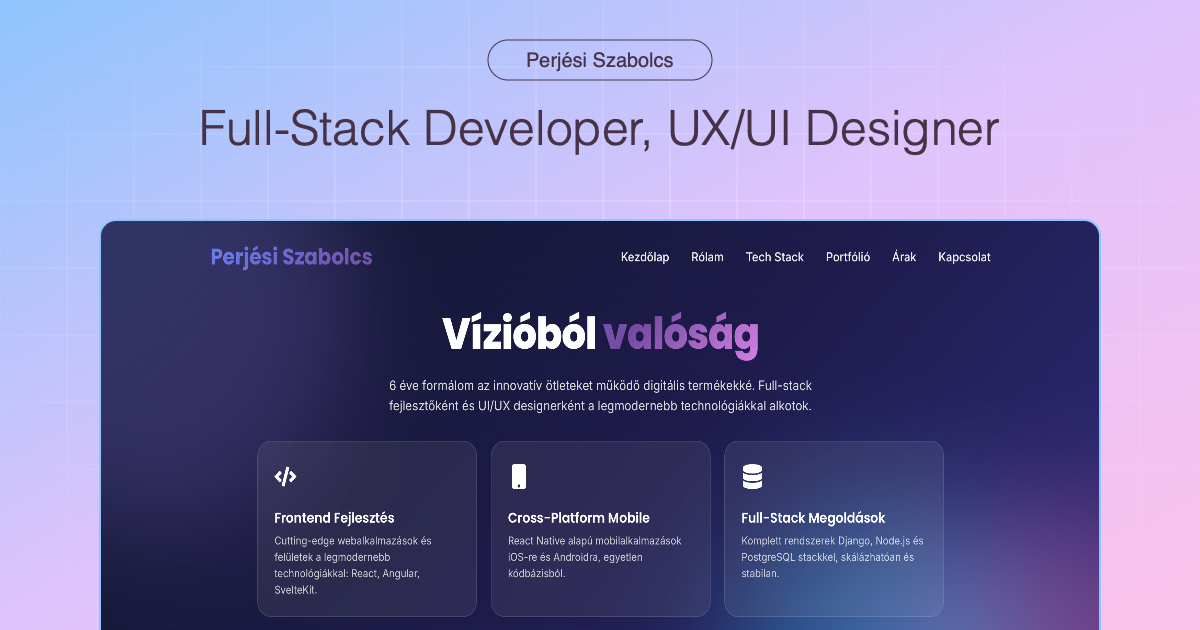 Perjési Szabolcs
Full-Stack Developer, UX/UI Designer
Perjési Szabolcs
Kezdőlap Rólam Tech Stack Portfólió Árak Kapcsolat
Vízióból valóság
6 éve formálom az innovatív ötleteket működő digitális termékekké. Full-stack
fejlesztőként és UI/UX designerként a legmodernebb technológiákkal alkotok.
Frontend Fejlesztés
Cutting-edge webalkalmazások és
felületek a legmodernebb
technológiákkal: React, Angular,
SvelteKit.
Cross-Platform Mobile
React Native alapú mobilalkalmazások
iOS-re és Androidra, egyetlen
kódbázisból.
Full-Stack Megoldások
Komplett rendszerek Django, Node.js és
PostgreSQL stackkel, skálázhatóan és
stabilan.